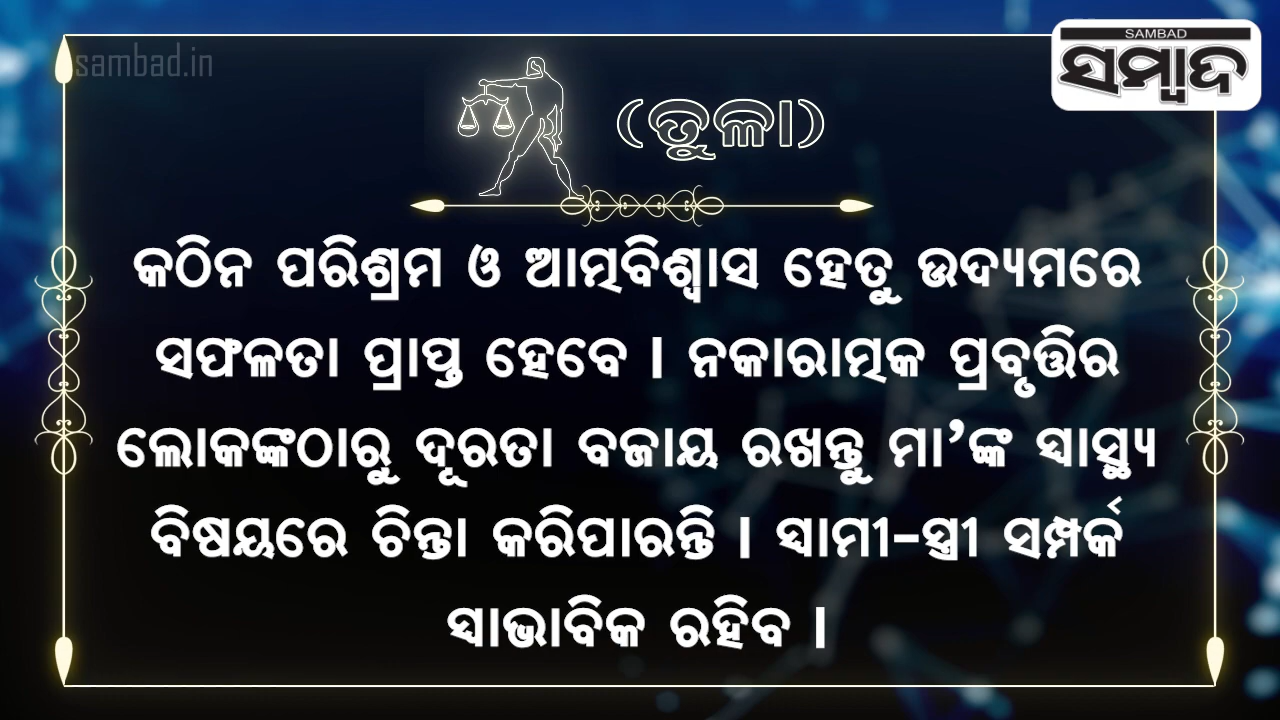 sambad.in
SAMBAD
ସମ୍ବାଦ
(ତୁଳା)
କଠିନ ପରିଶ୍ରମ ଓ ଆତ୍ମବିଶ୍ୱାସ ହେତୁ ଉଦ୍ୟମରେ
ସଫଳତା ପ୍ରାପ୍ତ ହେବେ । ନକାରାତ୍ମକ ପ୍ରବୃତ୍ତିର
ଲୋକଙ୍କଠାରୁ ଦୂରତା ବଜାୟ ରଖନ୍ତୁ ମା’ଙ୍କ ସ୍ୱାସ୍ଥ୍ୟ
ବିଷୟରେ ଚିନ୍ତା କରିପାରନ୍ତି । ସ୍ୱାମୀ-ସ୍ତ୍ରୀ ସମ୍ପର୍କ
ସ୍ୱାଭାବିକ ରହିବ ।